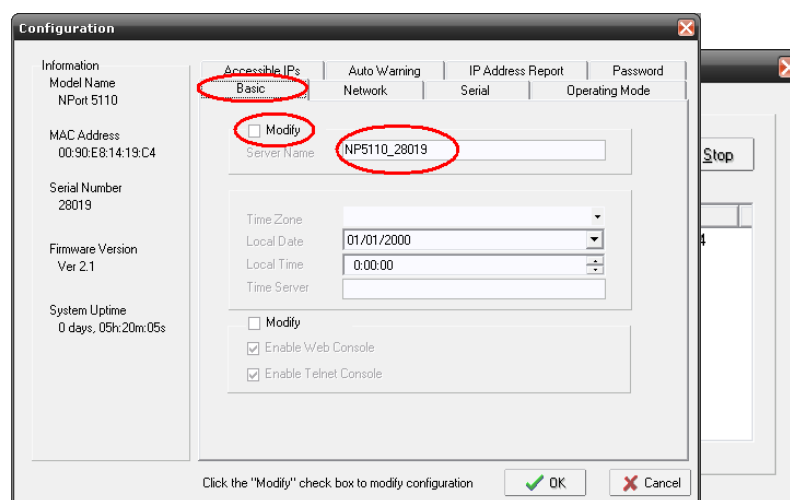 Configuration
Information
Model Name
NPort 5110
MAC Address
00:90:E8:14:19:C4
Serial Number
28019
Firmware Version
Ver 2.1
System Uptime
0 days, 05h:20m:05s
Accessible IPs Auto Warning IP Address Report Password
Basic Network Serial Operating Mode
Modify
Server Name NP5110_28019
Time Zone
Local Date 01/01/2000
Local Time 0:00:00
Time Server
Modify
Enable Web Console
Enable Telnet Console
Click the "Modify" check box to modify configuration OK Cancel
Stop
4